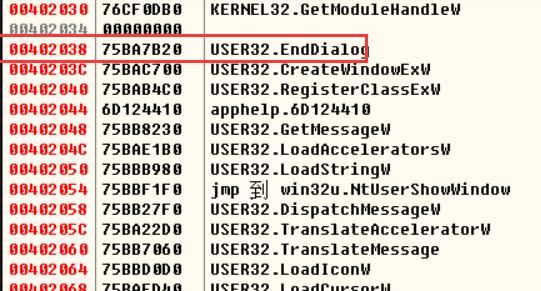 00402030 76CF0DB0 KERNEL32.GetModuleHandleW
00402034 00000000
00402038 75BA7B20 USER32.EndDialog
0040203C 75BAC700 USER32.CreateWindowExW
00402040 75BAB4C0 USER32.RegisterClassExW
00402044 6D124410 apphelp.6D124410
00402048 75BB8230 USER32.GetMessageW
0040204C 75BAE1B0 USER32.LoadAcceleratorsW
00402050 75BBB980 USER32.LoadStringW
00402054 75BBF1F0 jmp 到 win32u.NtUserShowWindow
00402058 75BB27F0 USER32.DispatchMessageW
0040205C 75BA22D0 USER32.TranslateAcceleratorW
00402060 75BB7060 USER32.TranslateMessage
00402064 75BBD0D0 USER32.LoadIconW
00402068 75BAED40 USER32.LoadCursorW